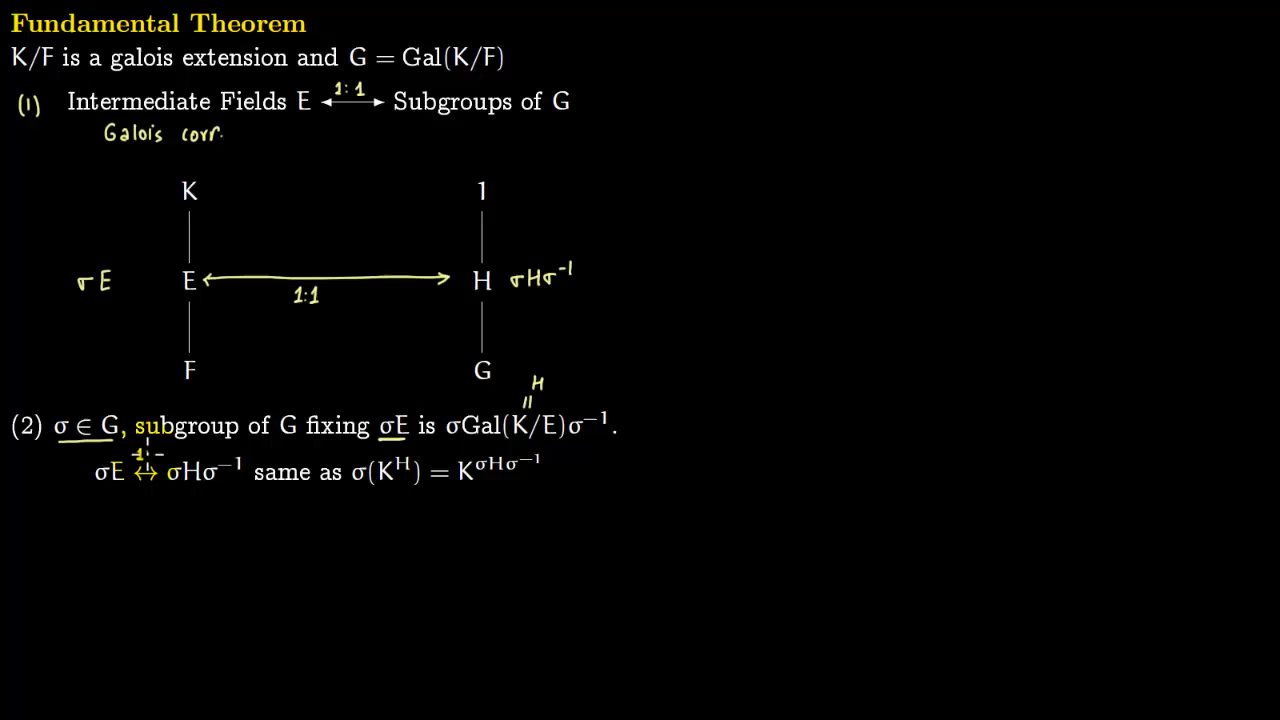 Fundamental Theorem
K/F is a galois extension and G = Gal(K/F)
(1) Intermediate Fields E 1:1 Subgroups of G
Galois corr.
K 1
σE E 1:1 H σHσ⁻¹
F G
H
=
(2) σ ∈ G, subgroup of G fixing σE is σGal(K/E)σ⁻¹.
1:
σE ↔ σHσ⁻¹ same as σ(K^H) = K^{σHσ⁻¹}